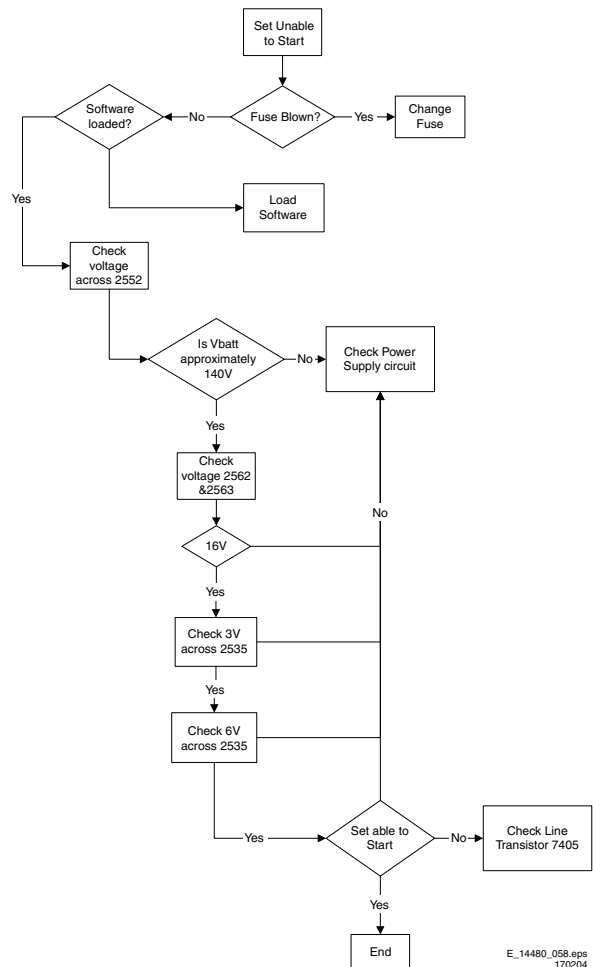 Set Unable
to Start
Software
loaded?
No
Fuse Blown?
Yes
Change
Fuse
Yes
Load
Software
Check
voltage
across 2552
Is Vbatt
approximately
140V
No
Check Power
Supply circuit
Yes
Check
voltage 2562
&2563
No
16V
Yes
Check 3V
across 2535
Yes
Check 6V
across 2535
Yes
Set able to
Start
No
Check Line
Transistor 7405
Yes
End
E_14480_058.eps
170204